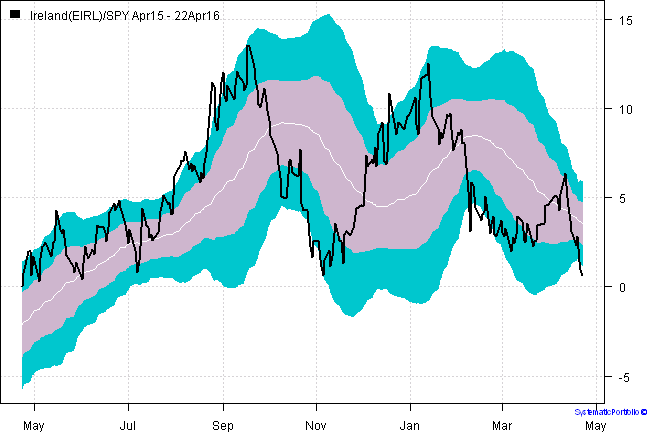 Ireland(EIRL)/SPY Apr15 - 22Apr16
15
10
5
0
-5
May Jul Sep Nov Jan Mar May
SystematicPortfolio ©